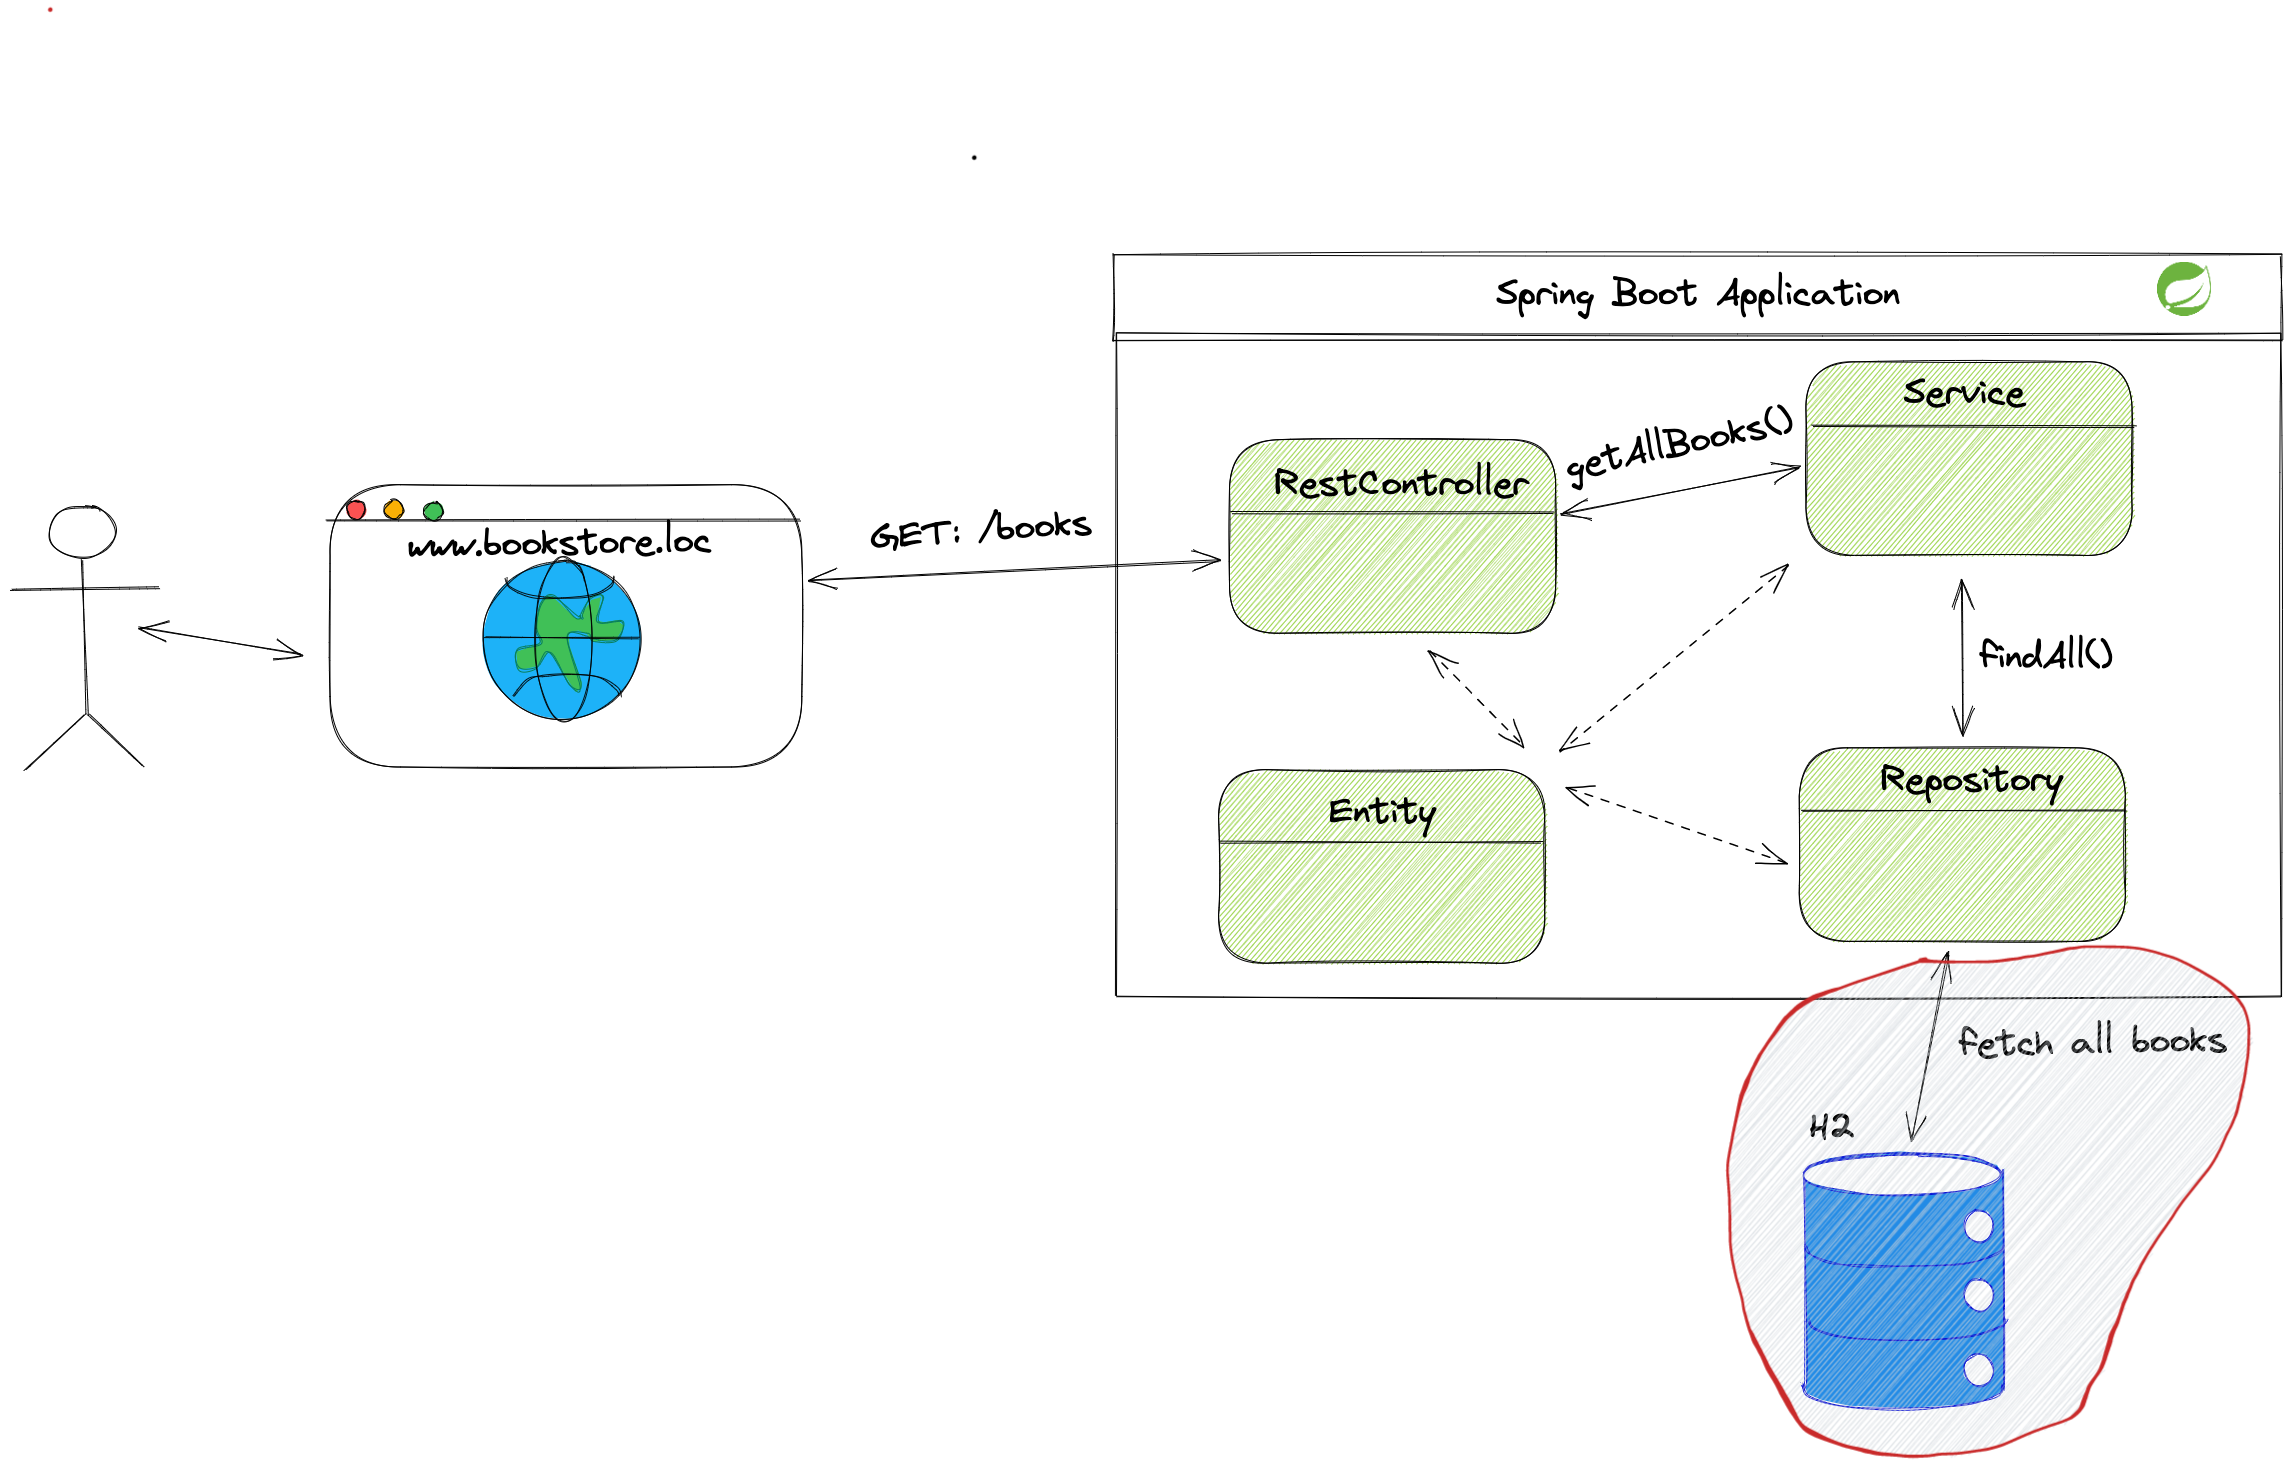 Spring Boot Application
Service
getAllBooks()
RestController
GET: /books
www.bookstore.loc
findAll()
Repository
Entity
fetch all books
H2